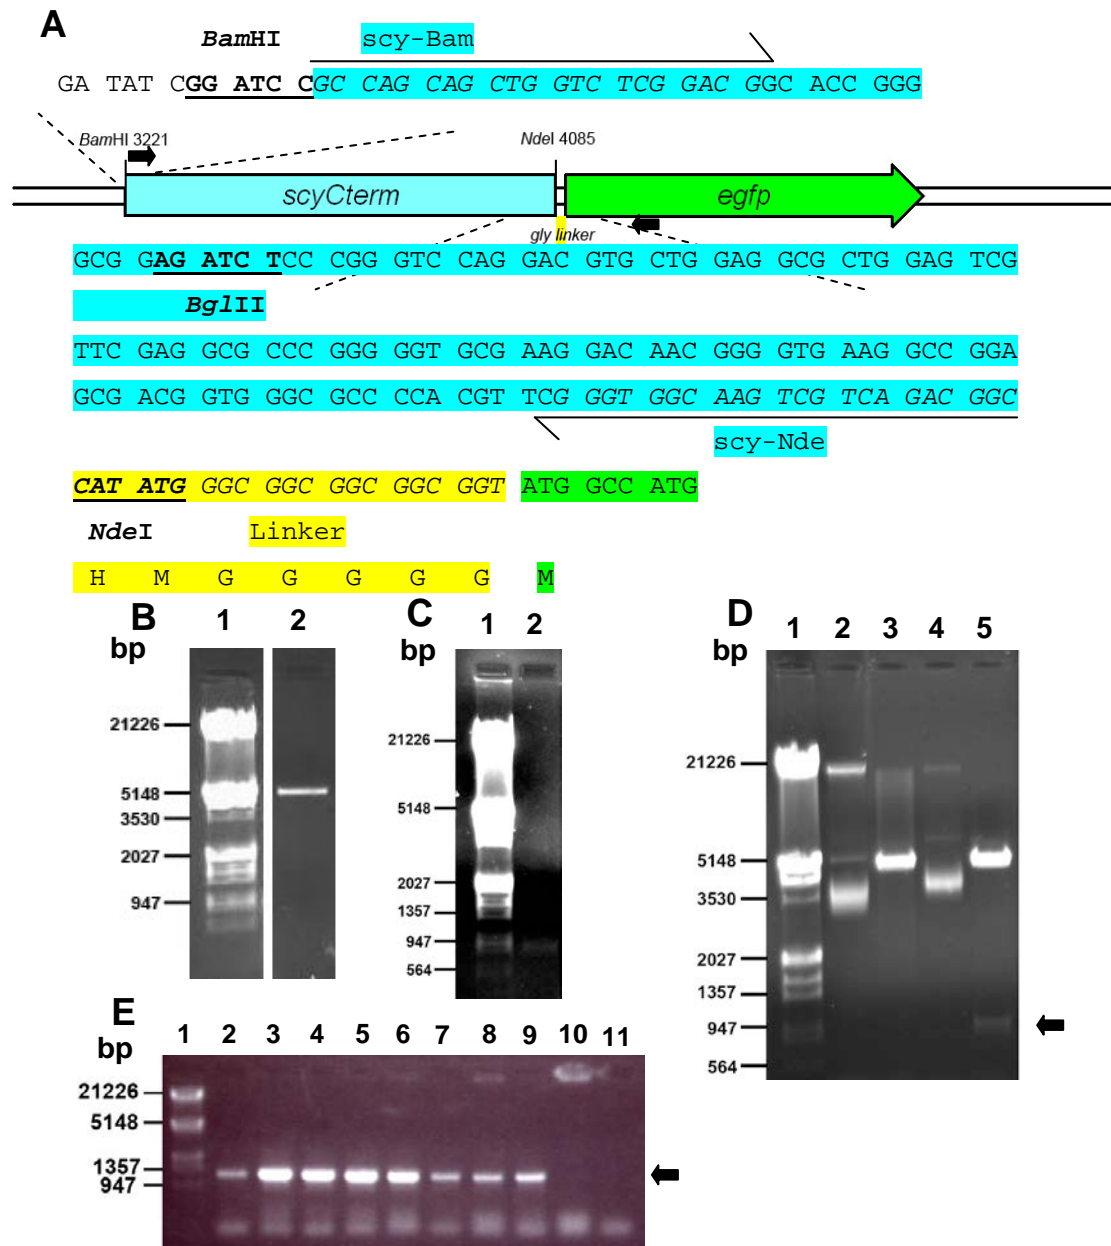 A
BamHI scy-Bam
GA TAT CGG ATC CGC CAG CAG CTG GTC TCG GAC GGC ACC GGG
BamHI 3221 NdeI 4085
scyCterm egfp
gly linker
GCG GAG ATC TCC CGG GTC CAG GAC GTG CTG GAG GCG CTG GAG TCG
BglII
TTC GAG GCG CCC GGG GGT GCG AAG GAC AAC GGG GTG AAG GCC GGA
GCG ACG GTG GGC GCC CCA CGT TCG GGT GGC AAG TCG TCA GAC GGC
scy-Nde
CAT ATG GGC GGC GGC GGC GGT ATG GCC ATG
NdeI Linker
H M G G G G G M
B
bp
1 2
21226
5148
3530
2027
947
C
bp
1 2
21226
5148
2027
1357
947
564
D
bp
1 2 3 4 5
21226
5148
3530
2027
1357
947
564
E
bp
1 2 3 4 5 6 7 8 9 10 11
21226
5148
1357
947